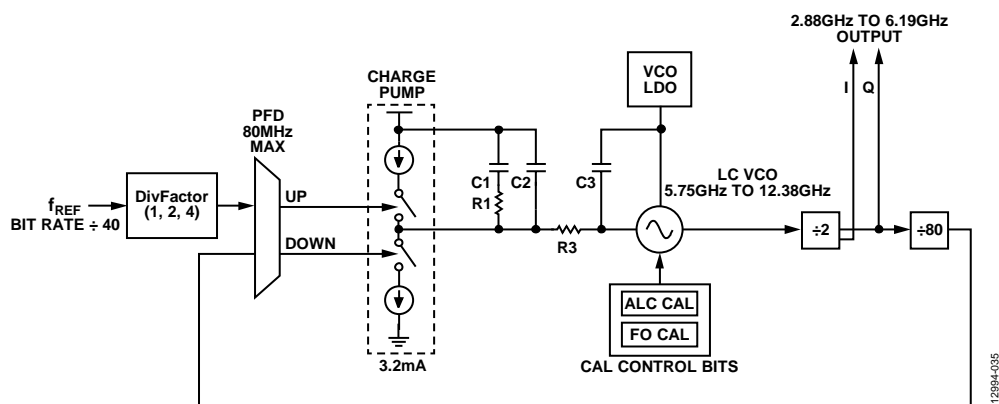 2.88GHz TO 6.19GHz
OUTPUT
I
Q
VCO
LDO
CHARGE
PUMP
PFD
80MHz
MAX
C1
C2
C3
LC VCO
5.75GHz TO 12.38GHz
fREF
BIT RATE ÷ 40
DivFactor
(1, 2, 4)
UP
R1
÷2
÷80
DOWN
R3
ALC CAL
FO CAL
CAL CONTROL BITS
3.2mA
12994-035